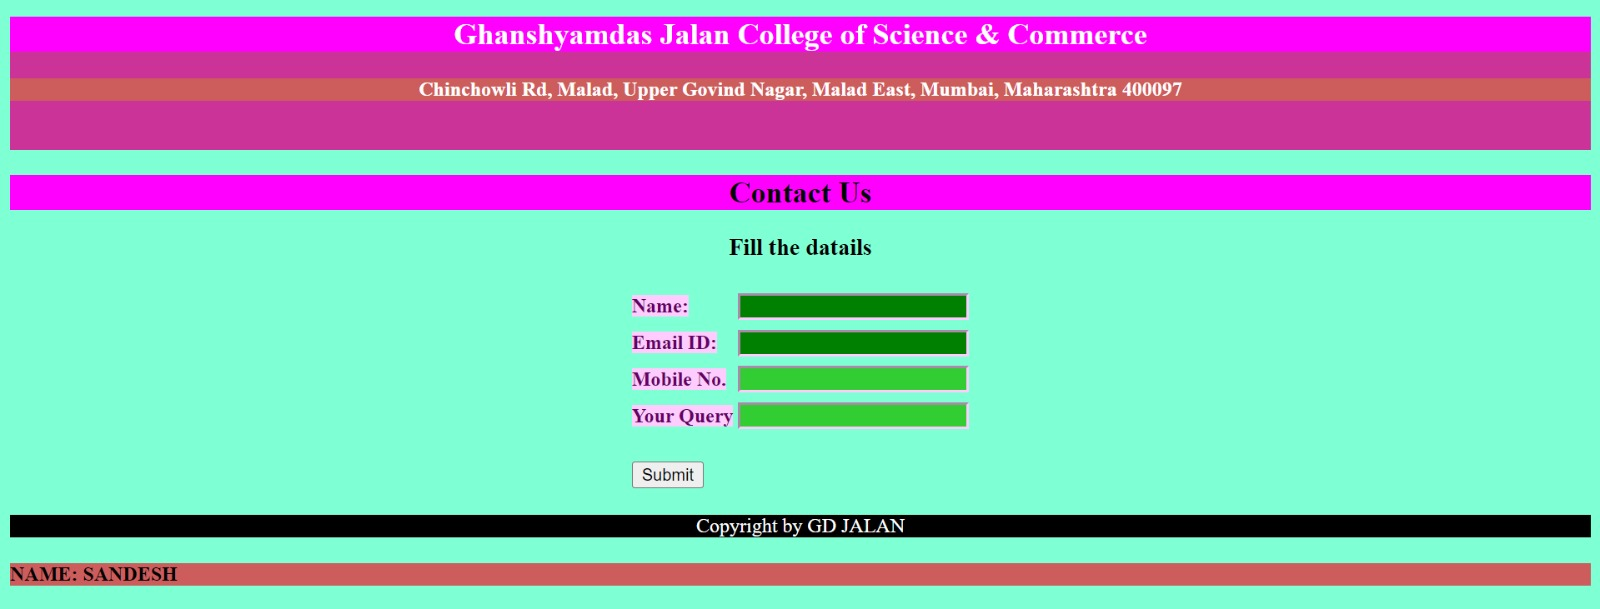 Ghanshyamdas Jalan College of Science & Commerce
Chinchowli Rd, Malad, Upper Govind Nagar, Malad East, Mumbai, Maharashtra 400097
Contact Us
Fill the datails
Name:
Email ID:
Mobile No.
Your Query
Submit
Copyright by GD JALAN
NAME: SANDESH